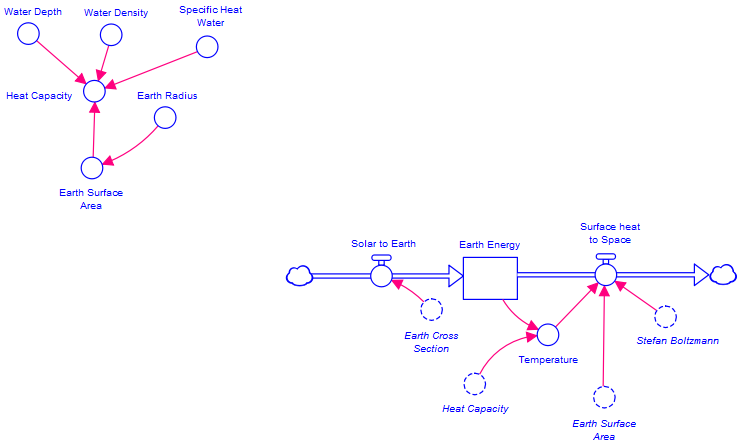 Water Depth
Water Density
Specific Heat
Water
Heat Capacity
Earth Radius
Earth Surface
Area
Solar to Earth
Earth Energy
Surface heat
to Space
Earth Cross
Section
Stefan Boltzmann
Temperature
Heat Capacity
Earth Surface
Area